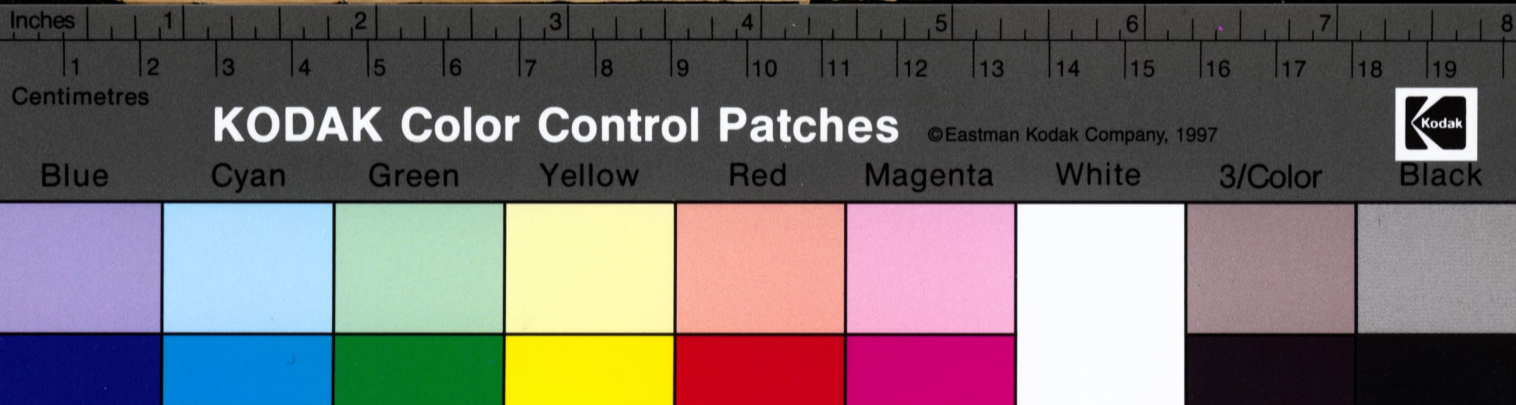 Inches 1 2 3 4 5 6 7 8
1 2 3 4 5 6 7 8 9 10 11 12 13 14 15 16 17 18 19
Centimetres
KODAK Color Control Patches ©Eastman Kodak Company, 1997
Kodak
Blue Cyan Green Yellow Red Magenta White 3/Color Black